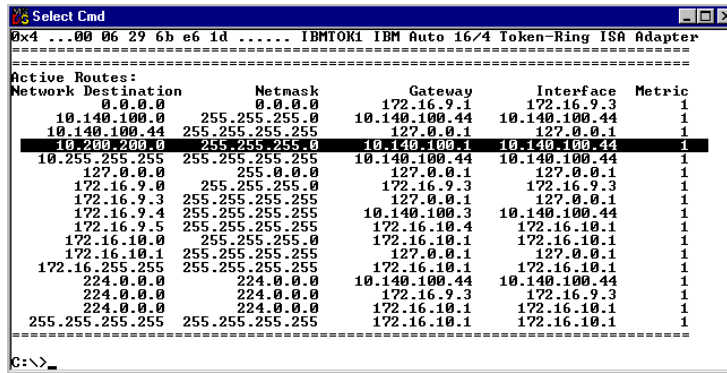 Select Cmd
0x4 ...00 06 29 6b e6 1d ...... IBMTOK1 IBM Auto 16/4 Token-Ring ISA Adapter
===========================================================================
===========================================================================
Active Routes:
Network Destination Netmask Gateway Interface Metric
0.0.0.0 0.0.0.0 172.16.9.1 172.16.9.3 1
10.140.100.0 255.255.255.0 10.140.100.44 10.140.100.44 1
10.140.100.44 255.255.255.255 127.0.0.1 127.0.0.1 1
10.200.200.0 255.255.255.0 10.140.100.1 10.140.100.44 1
10.255.255.255 255.255.255.255 10.140.100.44 10.140.100.44 1
127.0.0.0 255.0.0.0 127.0.0.1 127.0.0.1 1
172.16.9.0 255.255.255.0 172.16.9.3 172.16.9.3 1
172.16.9.3 255.255.255.255 127.0.0.1 127.0.0.1 1
172.16.9.4 255.255.255.255 10.140.100.3 10.140.100.44 1
172.16.9.5 255.255.255.255 172.16.10.4 172.16.10.1 1
172.16.10.0 255.255.255.0 172.16.10.1 172.16.10.1 1
172.16.10.1 255.255.255.255 127.0.0.1 127.0.0.1 1
172.16.255.255 255.255.255.255 172.16.10.1 172.16.10.1 1
224.0.0.0 224.0.0.0 10.140.100.44 10.140.100.44 1
224.0.0.0 224.0.0.0 172.16.9.3 172.16.9.3 1
224.0.0.0 224.0.0.0 172.16.10.1 172.16.10.1 1
255.255.255.255 255.255.255.255 172.16.10.1 172.16.10.1 1
===========================================================================
C:\>_